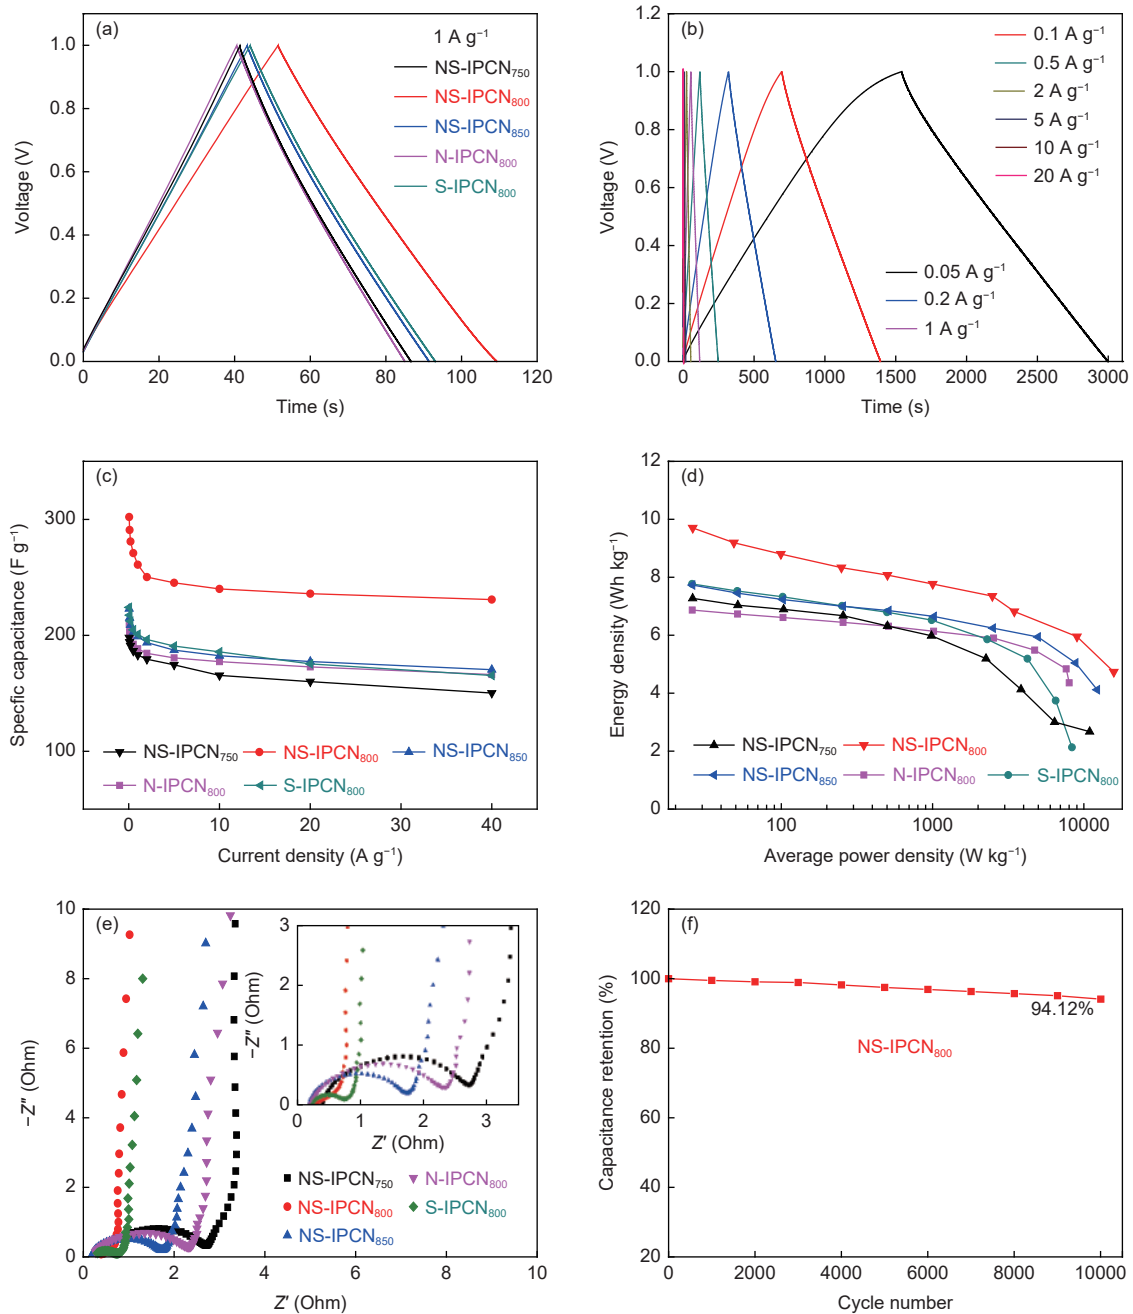 (a)
1 A g⁻¹
NS-IPCN₇₅₀
NS-IPCN₈₀₀
NS-IPCN₈₅₀
N-IPCN₈₀₀
S-IPCN₈₀₀
1.0
0.8
0.6
0.4
0.2
0.0
Voltage (V)
0 20 40 60 80 100 120
Time (s)
(b)
0.1 A g⁻¹
0.5 A g⁻¹
2 A g⁻¹
5 A g⁻¹
10 A g⁻¹
20 A g⁻¹
0.05 A g⁻¹
0.2 A g⁻¹
1 A g⁻¹
1.2
1.0
0.8
0.6
0.4
0.2
0.0
Voltage (V)
0 500 1000 1500 2000 2500 3000
Time (s)
(c)
300
200
100
Specfic capacitance (F g⁻¹)
NS-IPCN₇₅₀ NS-IPCN₈₀₀ NS-IPCN₈₅₀
N-IPCN₈₀₀ S-IPCN₈₀₀
0 10 20 30 40
Current density (A g⁻¹)
(d)
12
10
8
6
4
2
0
Energy density (Wh kg⁻¹)
NS-IPCN₇₅₀ NS-IPCN₈₀₀
NS-IPCN₈₅₀ N-IPCN₈₀₀ S-IPCN₈₀₀
100 1000 10000
Average power density (W kg⁻¹)
(e)
10
8
6
4
2
0
−Z″ (Ohm)
3
2
1
0
−Z″ (Ohm)
0 1 2 3
Z′ (Ohm)
NS-IPCN₇₅₀ N-IPCN₈₀₀
NS-IPCN₈₀₀ S-IPCN₈₀₀
NS-IPCN₈₅₀
0 2 4 6 8 10
Z′ (Ohm)
(f)
120
100
80
60
40
20
Capacitance retention (%)
94.12%
NS-IPCN₈₀₀
0 2000 4000 6000 8000 10000
Cycle number